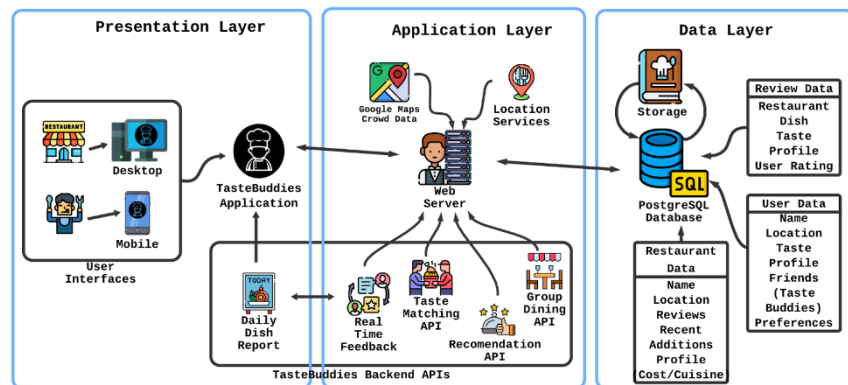 Presentation Layer
Application Layer
Data Layer
RESTAURANT
Desktop
Mobile
User
Interfaces
TasteBuddies
Application
Google Maps
Crowd Data
Location
Services
Web
Server
TODAY
Daily
Dish
Report
Real
Time
Feedback
Taste
Matching
API
Recomendation
API
Group
Dining
API
TasteBuddies Backend APIs
Storage
SQL
PostgreSQL
Database
Review Data
Restaurant
Dish
Taste
Profile
User Rating
User Data
Name
Location
Taste
Profile
Friends
(Taste
Buddies)
Preferences
Restaurant
Data
Name
Location
Reviews
Recent
Additions
Profile
(Cost/Cuisine)